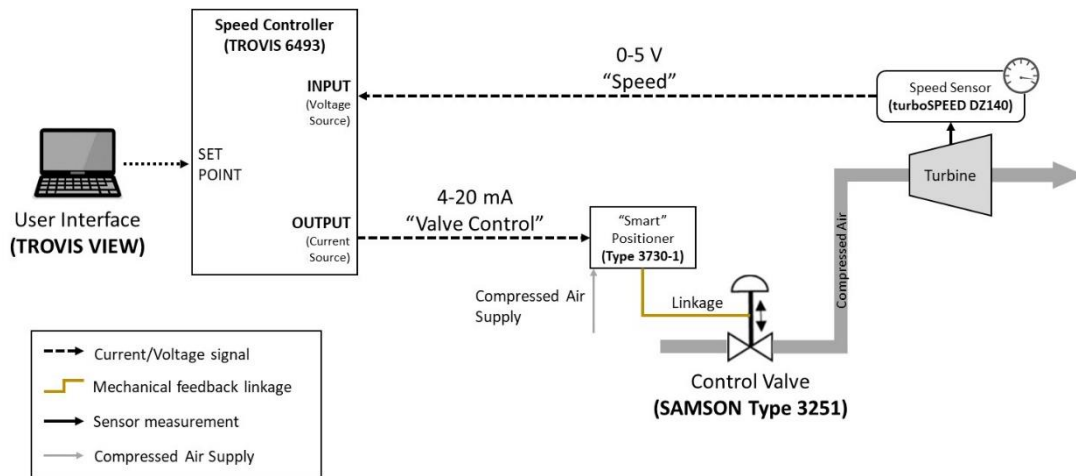 Speed Controller
(TROVIS 6493)
INPUT
(Voltage
Source)
SET
POINT
OUTPUT
(Current
Source)
0-5 V
“Speed”
Speed Sensor
(turboSPEED DZ140)
Turbine
User Interface
(TROVIS VIEW)
4-20 mA
“Valve Control”
“Smart”
Positioner
(Type 3730-1)
Compressed Air
Supply
Linkage
Compressed Air
Control Valve
(SAMSON Type 3251)
Current/Voltage signal
Mechanical feedback linkage
Sensor measurement
Compressed Air Supply